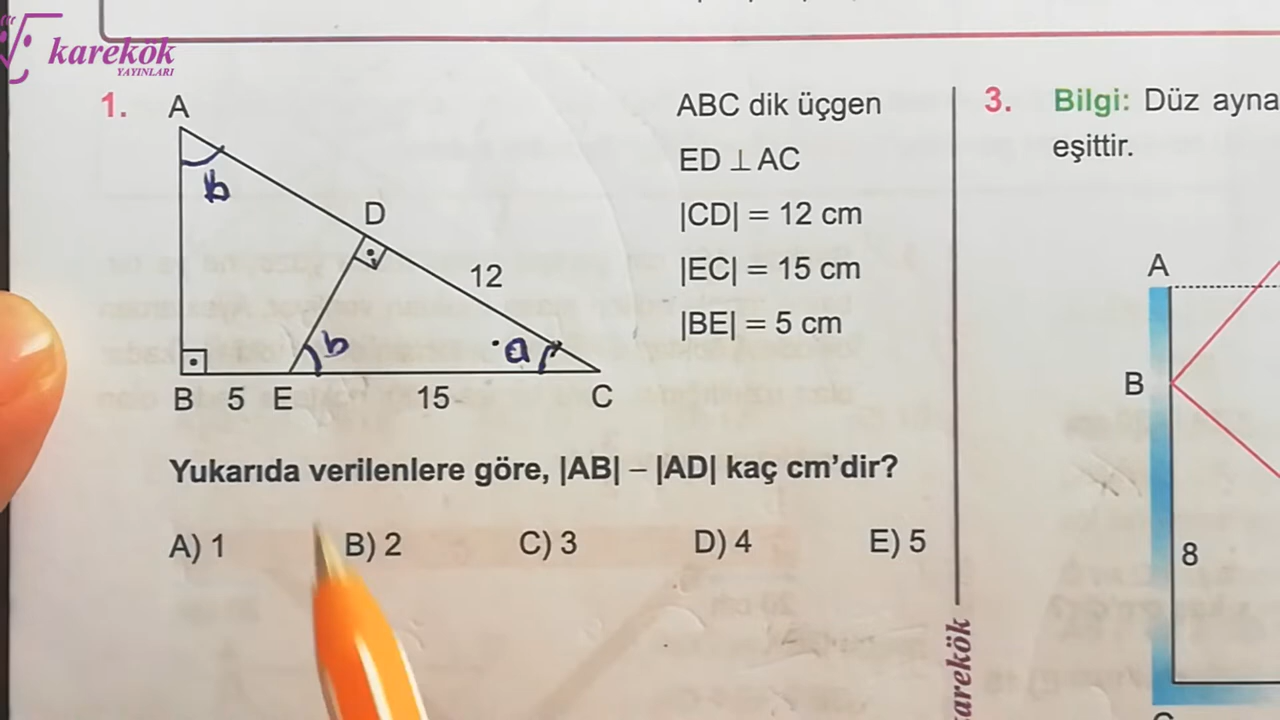 karekök
YAYINLARI
1.
A
b
D
12
b
a
B 5 E 15 C
ABC dik üçgen
ED ⊥ AC
|CD| = 12 cm
|EC| = 15 cm
|BE| = 5 cm
Yukarıda verilenlere göre, |AB| – |AD| kaç cm'dir?
A) 1 B) 2 C) 3 D) 4 E) 5
karekök
3. Bilgi: Düz ayna
eşittir.
A
B
8